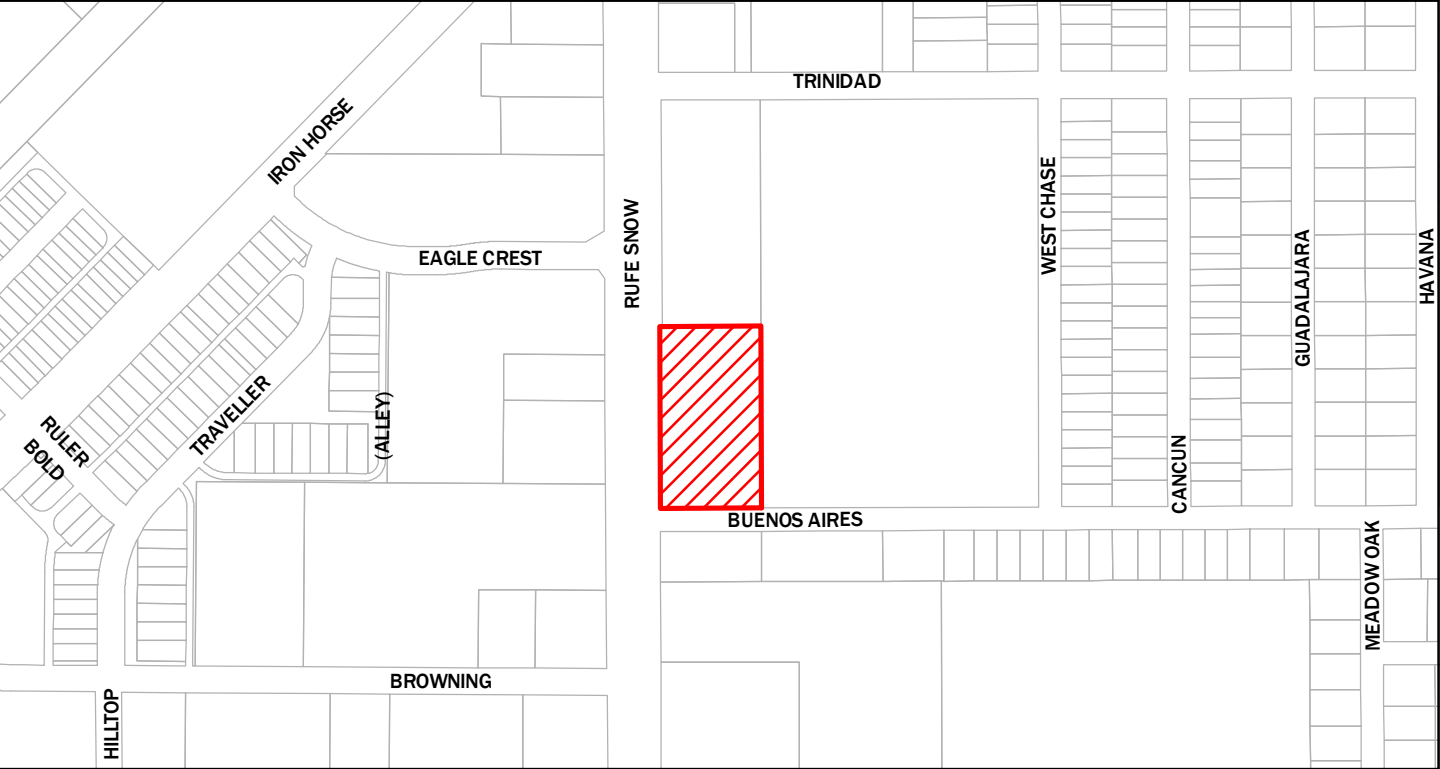 TRINIDAD
IRON HORSE
WEST CHASE
RUFE SNOW
HAVANA
GUADALAJARA
EAGLE CREST
TRAVELLER
(ALLEY)
RULER
BOLD
CANCUN
BUENOS AIRES
MEADOW OAK
BROWNING
HILLTOP